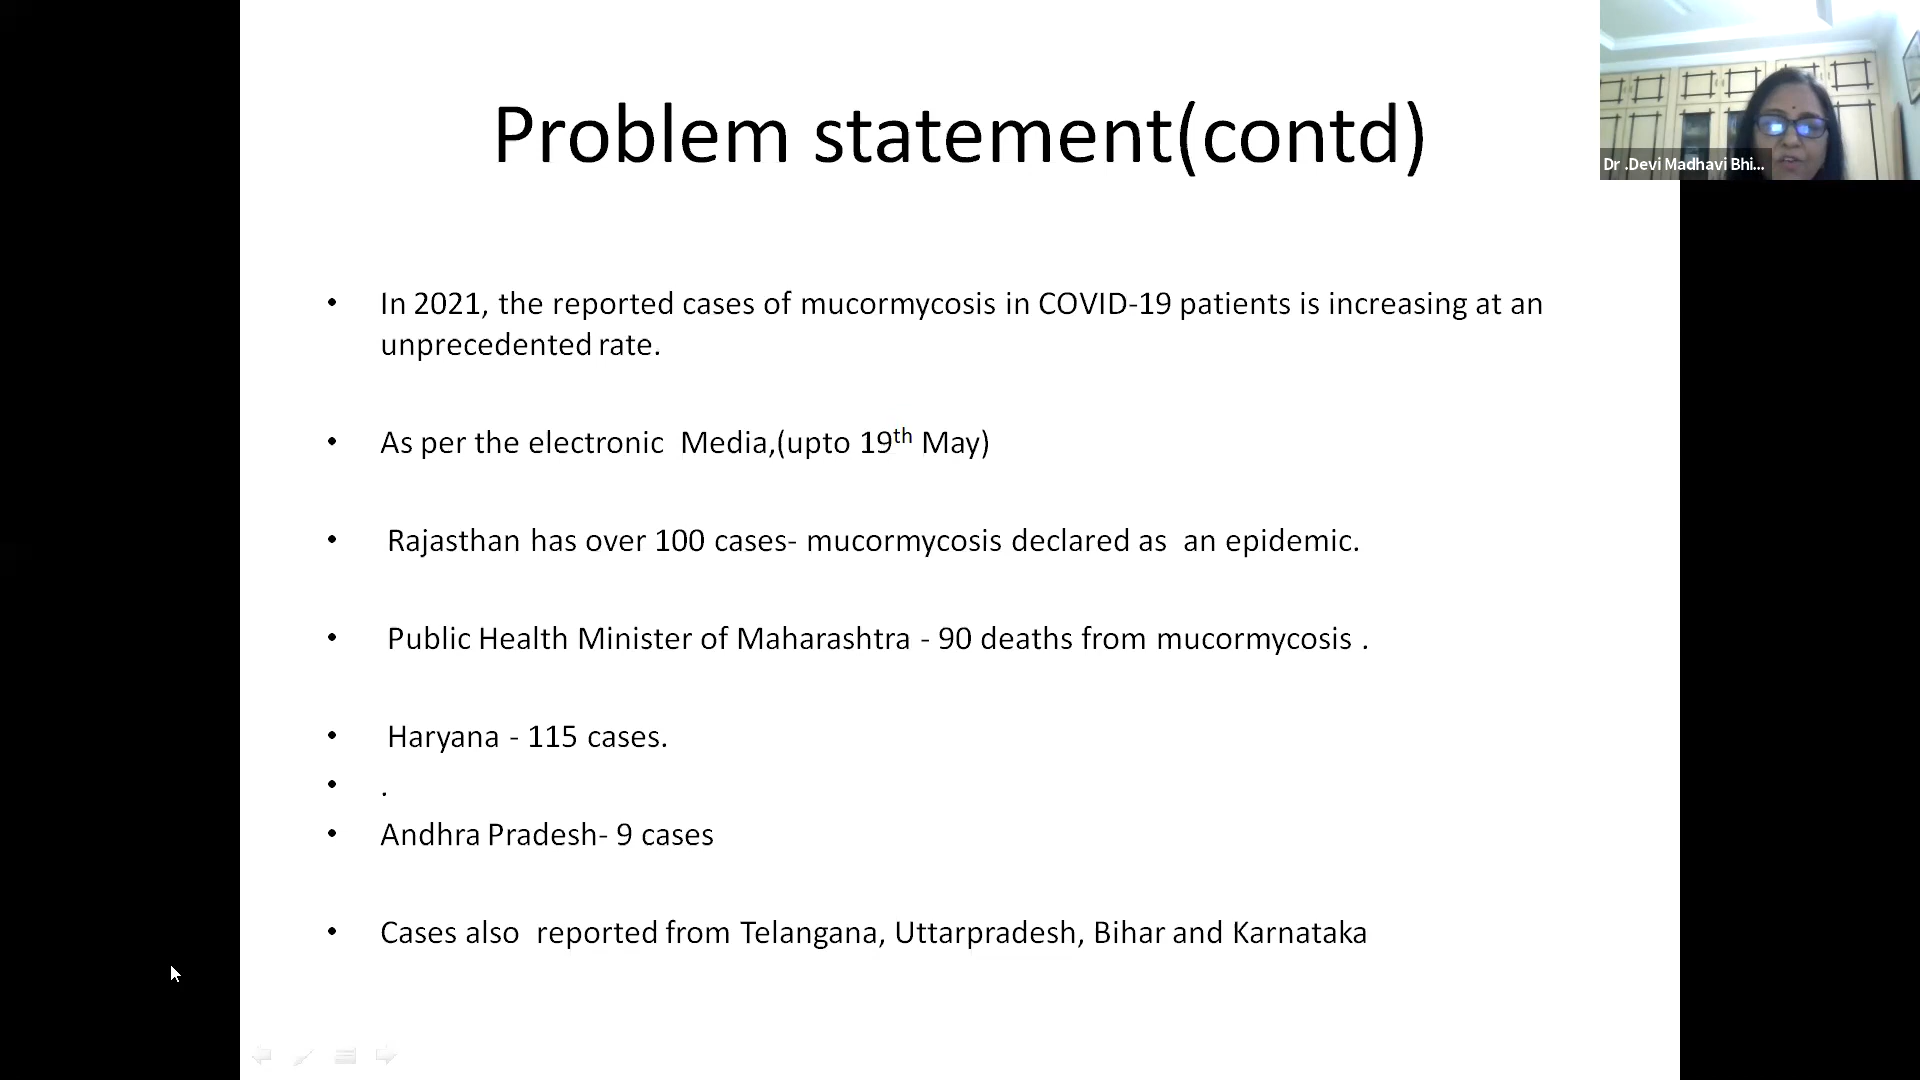 Problem statement(contd)
Dr .Devi Madhavi Bhi...
• In 2021, the reported cases of mucormycosis in COVID-19 patients is increasing at an
unprecedented rate.
• As per the electronic Media,(upto 19th May)
• Rajasthan has over 100 cases- mucormycosis declared as an epidemic.
• Public Health Minister of Maharashtra - 90 deaths from mucormycosis .
• Haryana - 115 cases.
• .
• Andhra Pradesh- 9 cases
• Cases also reported from Telangana, Uttarpradesh, Bihar and Karnataka